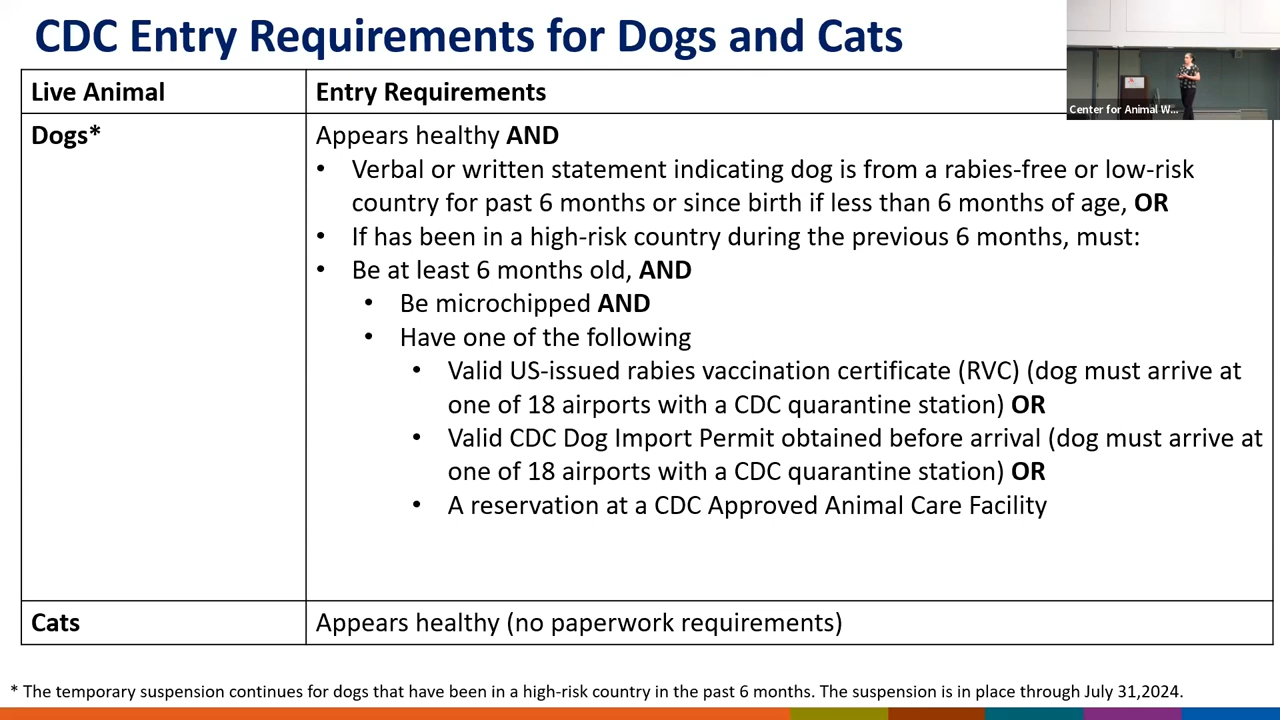 CDC Entry Requirements for Dogs and Cats
Center for Animal W...
Live Animal
Entry Requirements
Dogs*
Appears healthy AND
• Verbal or written statement indicating dog is from a rabies-free or low-risk
country for past 6 months or since birth if less than 6 months of age, OR
• If has been in a high-risk country during the previous 6 months, must:
• Be at least 6 months old, AND
• Be microchipped AND
• Have one of the following
• Valid US-issued rabies vaccination certificate (RVC) (dog must arrive at
one of 18 airports with a CDC quarantine station) OR
• Valid CDC Dog Import Permit obtained before arrival (dog must arrive at
one of 18 airports with a CDC quarantine station) OR
• A reservation at a CDC Approved Animal Care Facility
Cats
Appears healthy (no paperwork requirements)
* The temporary suspension continues for dogs that have been in a high-risk country in the past 6 months. The suspension is in place through July 31,2024.